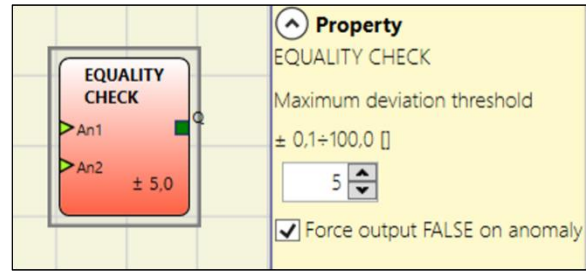 EQUALITY
CHECK
An1
Q
An2
± 5,0
Property
EQUALITY CHECK
Maximum deviation threshold
± 0,1÷100,0 []
5
Force output FALSE on anomaly